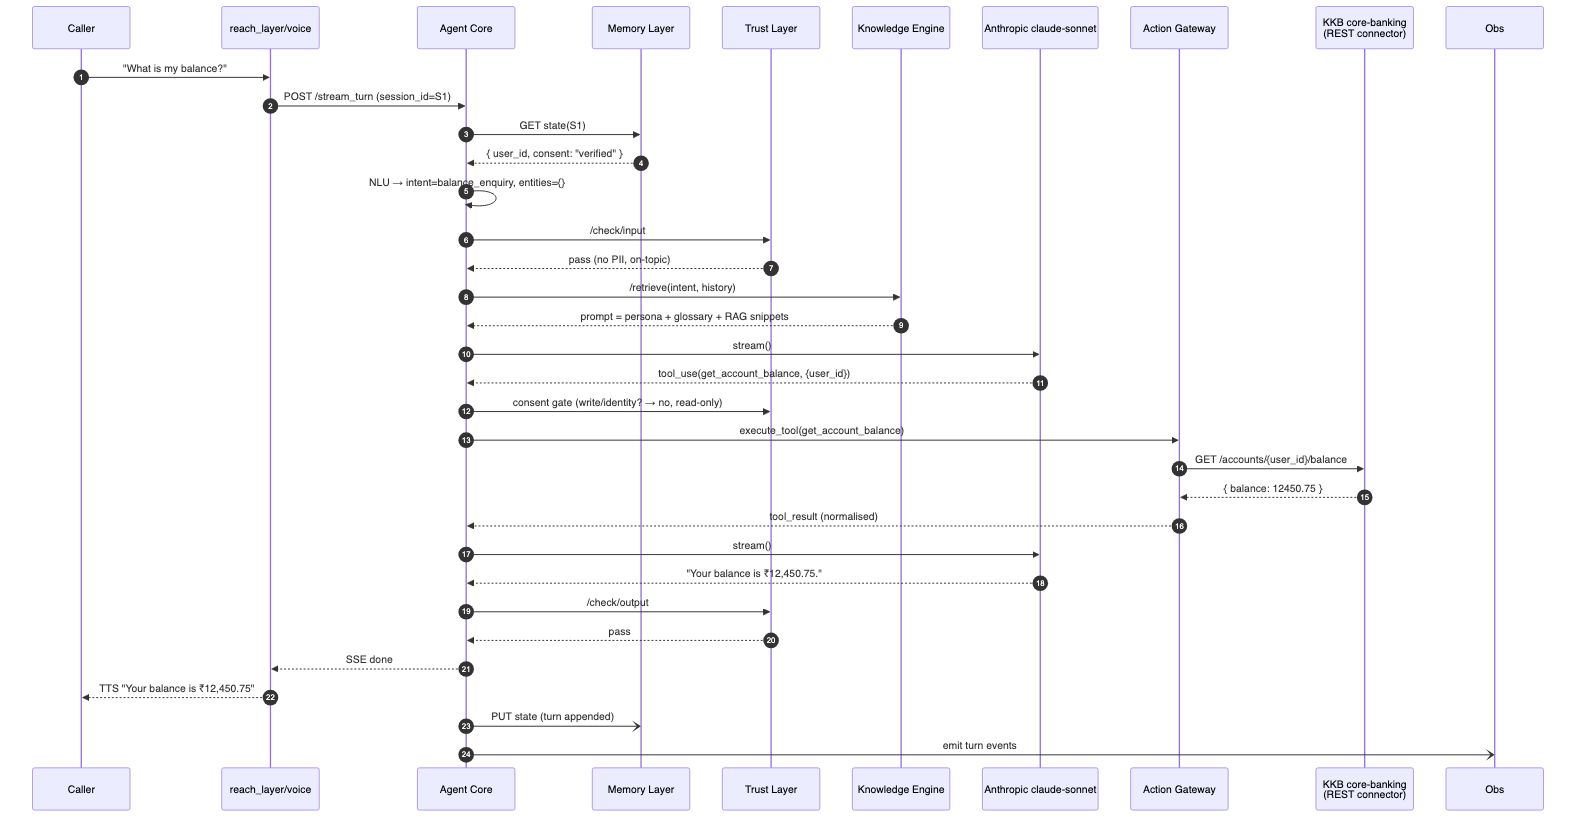 Caller
reach_layer/voice
Agent Core
Memory Layer
Trust Layer
Knowledge Engine
Anthropic claude-sonnet
Action Gateway
KKB core-banking
(REST connector)
Obs
1
"What is my balance?"
2
POST /stream_turn (session_id=S1)
3
GET state(S1)
{ user_id, consent: "verified" }
4
NLU → intent=balance_enquiry, entities={}
5
6
/check/input
pass (no PII, on-topic)
7
8
/retrieve(intent, history)
prompt = persona + glossary + RAG snippets
9
10
stream()
tool_use(get_account_balance, {user_id})
11
12
consent gate (write/identity? → no, read-only)
13
execute_tool(get_account_balance)
14
GET /accounts/{user_id}/balance
{ balance: 12450.75 }
15
tool_result (normalised)
16
17
stream()
"Your balance is ₹12,450.75."
18
19
/check/output
pass
20
SSE done
21
TTS "Your balance is ₹12,450.75"
22
23
PUT state (turn appended)
24
emit turn events
Caller
reach_layer/voice
Agent Core
Memory Layer
Trust Layer
Knowledge Engine
Anthropic claude-sonnet
Action Gateway
KKB core-banking
(REST connector)
Obs